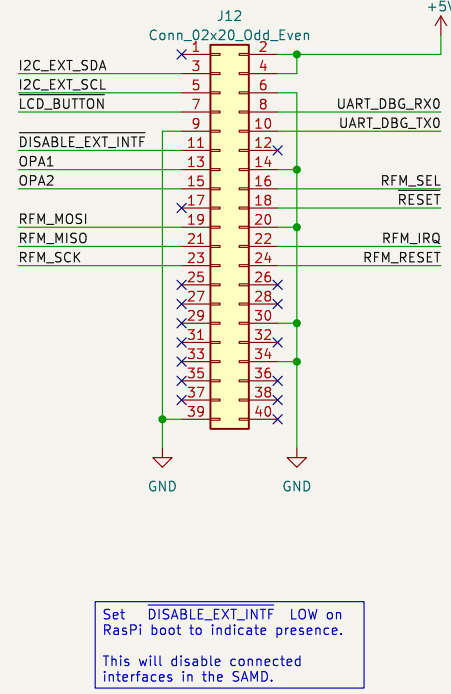 +5V
J12
Conn_02x20_Odd_Even
1 2
I2C_EXT_SDA 3 4
I2C_EXT_SCL 5 6
LCD_BUTTON 7 8 UART_DBG_RX0
9 10 UART_DBG_TX0
DISABLE_EXT_INTF 11 12
OPA1 13 14
OPA2 15 16 RFM_SEL
17 18 RESET
RFM_MOSI 19 20
RFM_MISO 21 22 RFM_IRQ
RFM_SCK 23 24 RFM_RESET
25 26
27 28
29 30
31 32
33 34
35 36
37 38
39 40
GND GND
Set DISABLE_EXT_INTF LOW on
RasPi boot to indicate presence.
This will disable connected
interfaces in the SAMD.